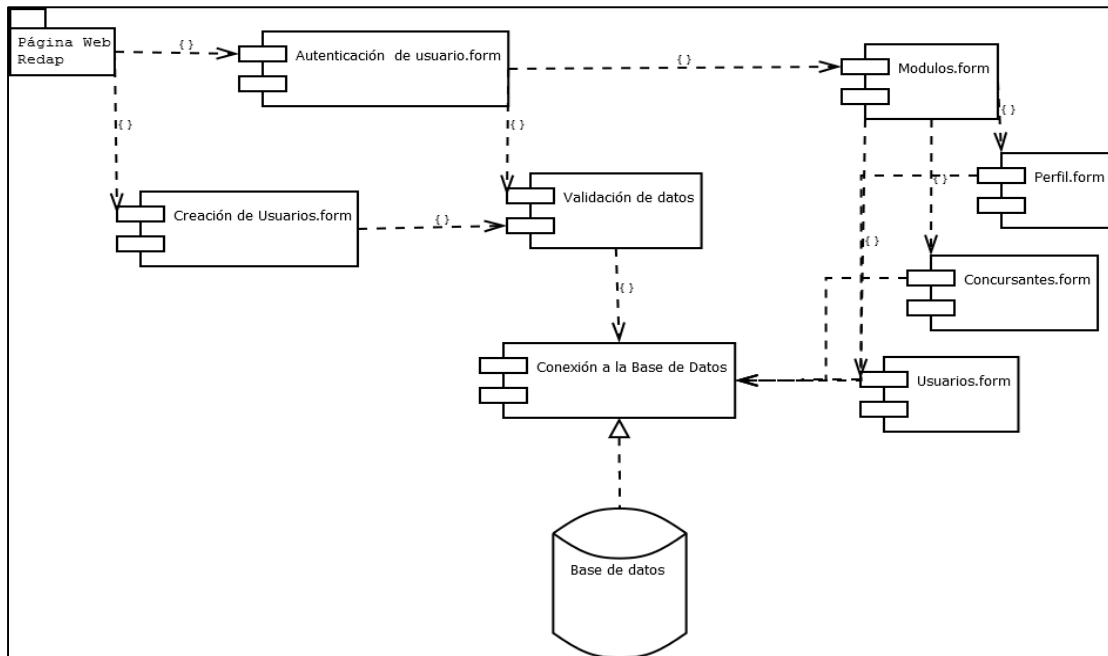 Página Web
Redap
{ }
Autenticación de usuario.form
{ }
Modulos.form
{ }
{ }
{ }
Perfil.form
{ }
Creación de Usuarios.form
{ }
Validación de datos
{ }
{ }
Concursantes.form
Conexión a la Base de Datos
Usuarios.form
Base de datos